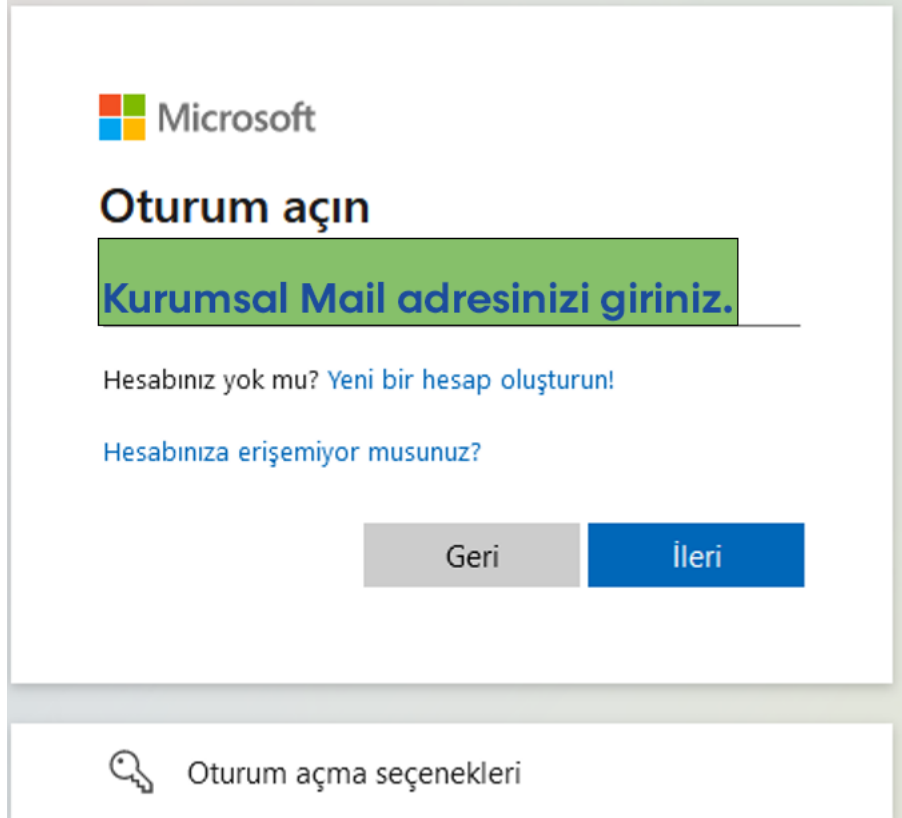 Microsoft
Oturum açın
Kurumsal Mail adresinizi giriniz.
Hesabınız yok mu? Yeni bir hesap oluşturun!
Hesabınıza erişemiyor musunuz?
Geri İleri
Oturum açma seçenekleri